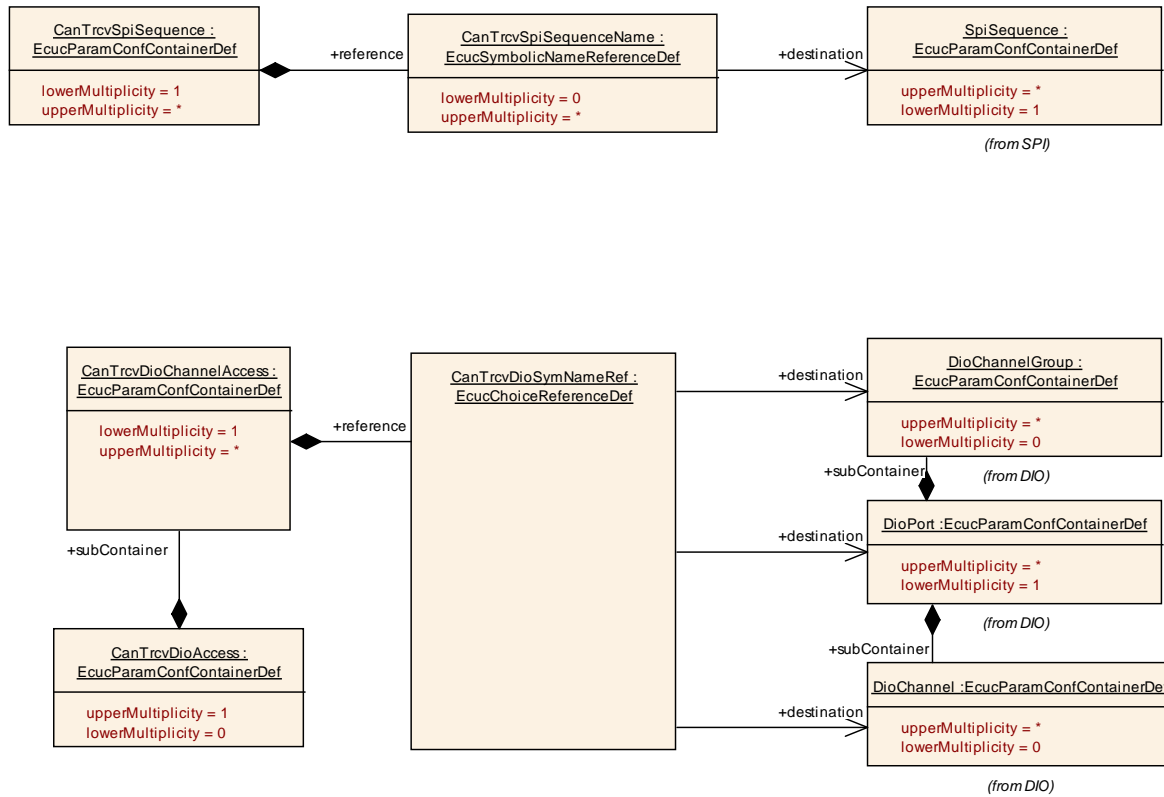 CanTrcvSpiSequence :
EcucParamConfContainerDef
lowerMultiplicity = 1
upperMultiplicity = *
+reference
CanTrcvSpiSequenceName :
EcucSymbolicNameReferenceDef
lowerMultiplicity = 0
upperMultiplicity = *
+destination
SpiSequence :
EcucParamConfContainerDef
upperMultiplicity = *
lowerMultiplicity = 1
(from SPI)
CanTrcvDioChannelAccess :
EcucParamConfContainerDef
lowerMultiplicity = 1
upperMultiplicity = *
+reference
+subContainer
CanTrcvDioAccess :
EcucParamConfContainerDef
upperMultiplicity = 1
lowerMultiplicity = 0
CanTrcvDioSymNameRef :
EcucChoiceReferenceDef
+destination
DioChannelGroup :
EcucParamConfContainerDef
upperMultiplicity = *
lowerMultiplicity = 0
+subContainer
(from DIO)
+destination
DioPort :EcucParamConfContainerDef
upperMultiplicity = *
lowerMultiplicity = 1
(from DIO)
+subContainer
+destination
DioChannel :EcucParamConfContainerDe
upperMultiplicity = *
lowerMultiplicity = 0
(from DIO)